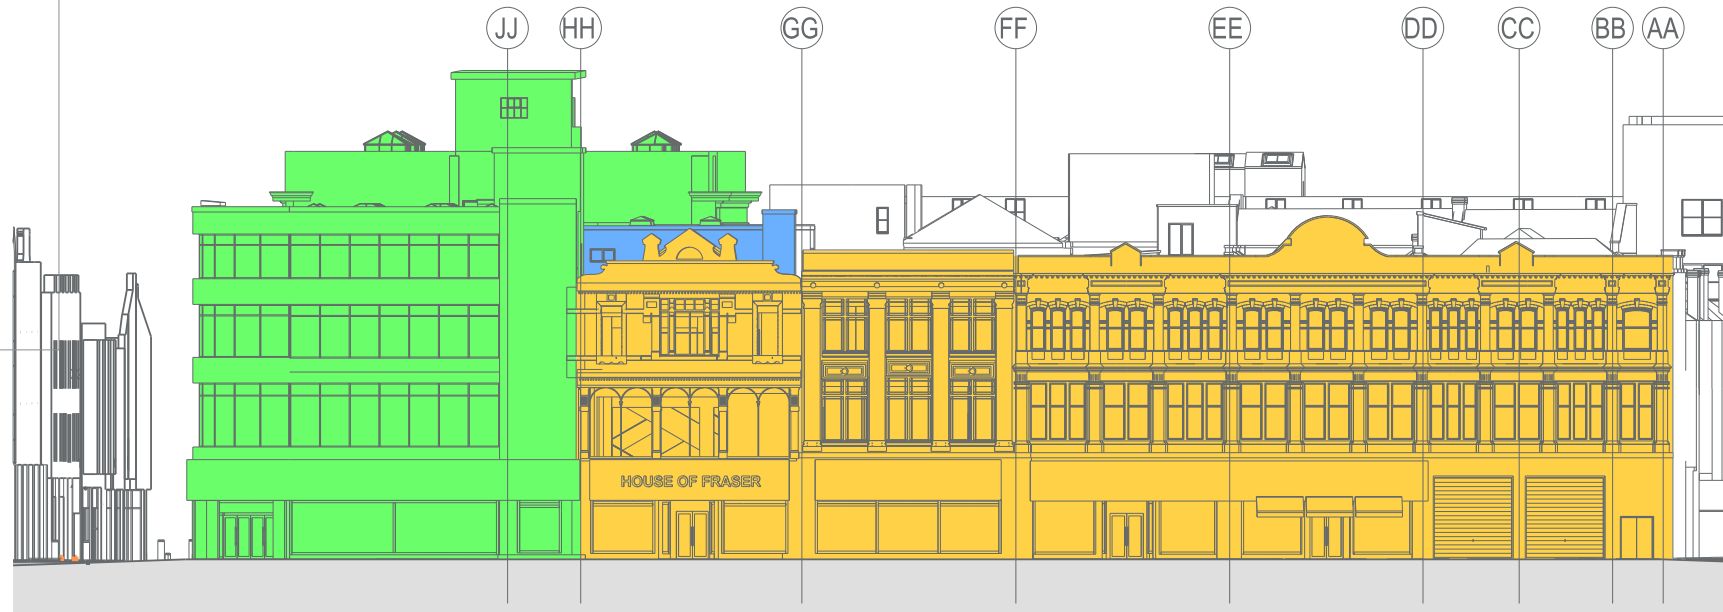 JJ HH GG FF EE DD CC BB AA
HOUSE OF FRASER